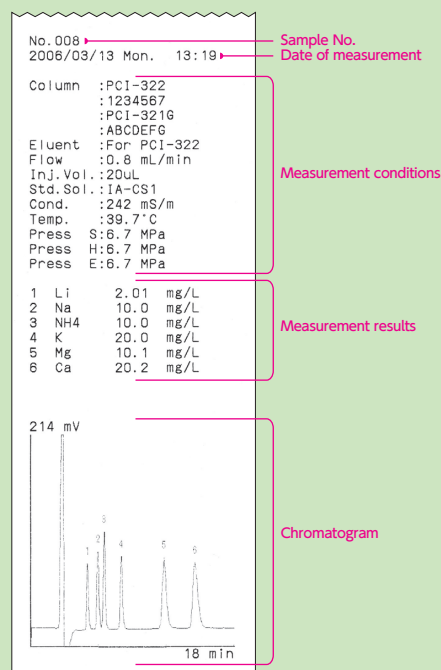 No.008
Sample No.
2006/03/13 Mon. 13:19
Date of measurement
Column :PCI-322
:1234567
:PCI-321G
:ABCDEFG
Eluent :For PCI-322
Flow :0.8 mL/min
Inj.Vol.:20uL
Std.Sol.:IA-CS1
Cond. :242 mS/m
Temp. :39.7°C
Press S:6.7 MPa
Press H:6.7 MPa
Press E:6.7 MPa
Measurement conditions
1 Li 2.01 mg/L
2 Na 10.0 mg/L
3 NH4 10.0 mg/L
4 K 20.0 mg/L
5 Mg 10.1 mg/L
6 Ca 20.2 mg/L
Measurement results
214 mV
1 2 3 4 5 6
18 min
Chromatogram